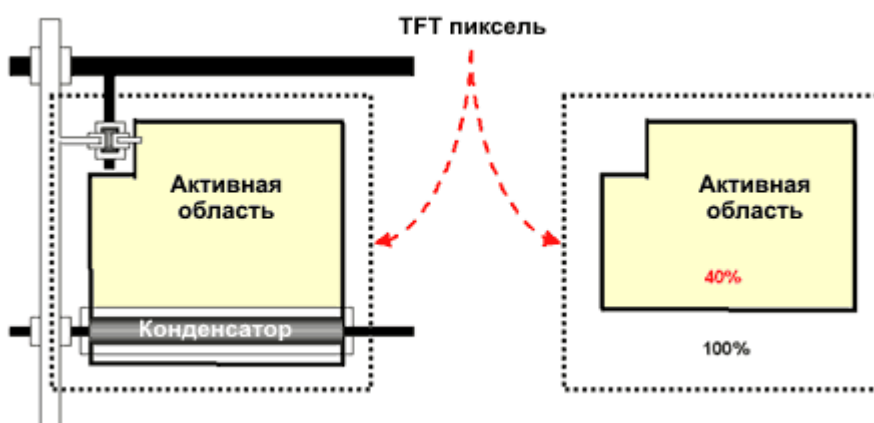 TFT пиксель
Активная
область
Конденсатор
Активная
область
40%
100%